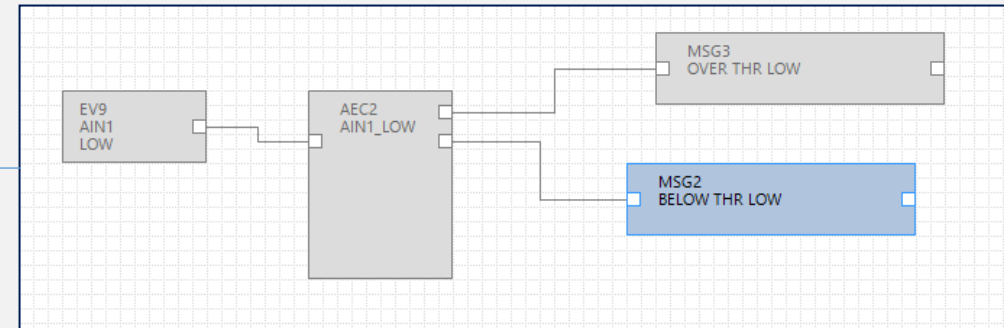 EV9
AIN1
LOW
AEC2
AIN1_LOW
MSG3
OVER THR LOW
MSG2
BELOW THR LOW